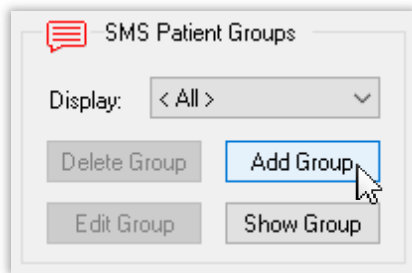 SMS Patient Groups
Display: < All >
Delete Group Add Group
Edit Group Show Group